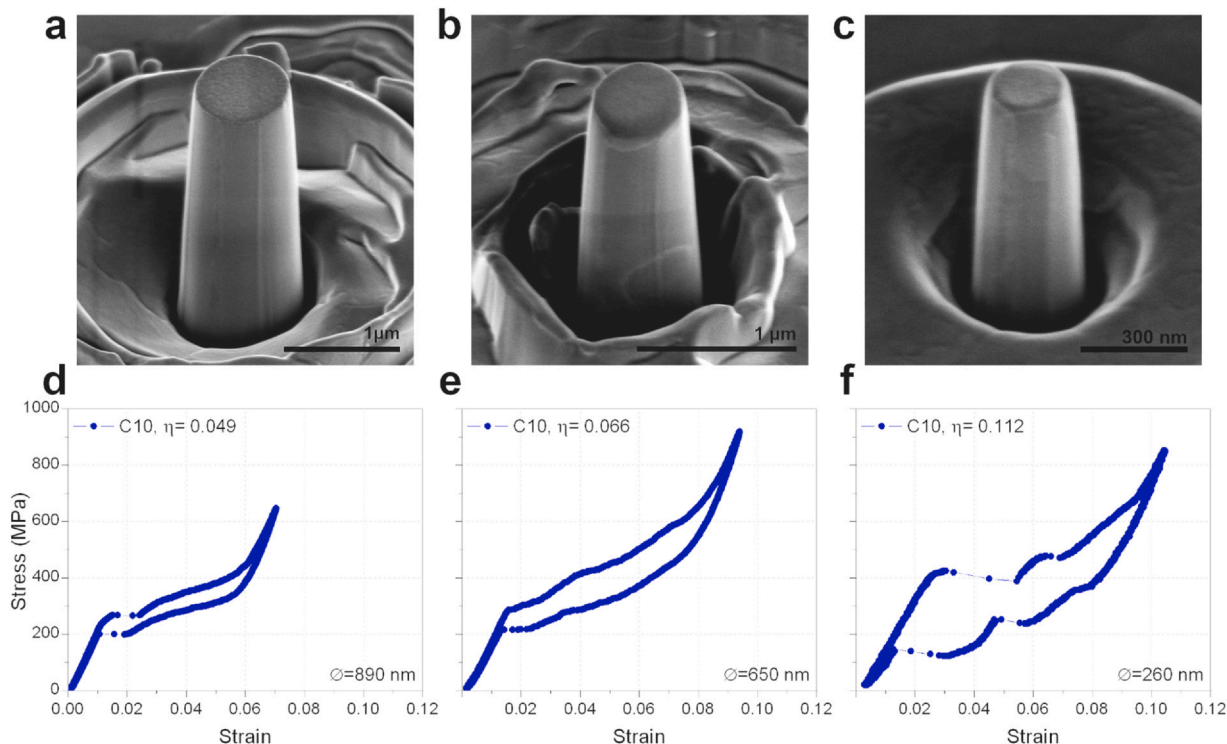 a
b
c
1µm
1 µm
300 nm
d
e
f
1000
800
600
400
200
0
Stress (MPa)
C10, η= 0.049
C10, η= 0.066
C10, η= 0.112
∅=890 nm
∅=650 nm
∅=260 nm
0.00 0.02 0.04 0.06 0.08 0.10 0.12
0.02 0.04 0.06 0.08 0.10 0.12
0.02 0.04 0.06 0.08 0.10 0.12
Strain
Strain
Strain